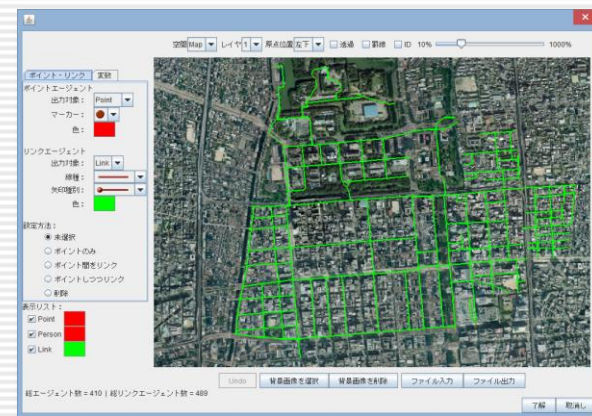 空間 Map レイヤ 1 原点位置 左下 透過 罫線 ID 10% 1000%
ポイント・リンク 変数
ポイントエージェント
出力対象： Point
マーカー：
色：
リンクエージェント
出力対象： Link
線種：
矢印種別：
色：
設定方法：
未選択
ポイントのみ
ポイント間をリンク
ポイントしつつリンク
削除
表示リスト：
Point
Person
Link
Undo 背景画像を選択 背景画像を削除 ファイル入力 ファイル出力
総エージェント数 = 410 | 総リンクエージェント数 = 489
了解 取消し